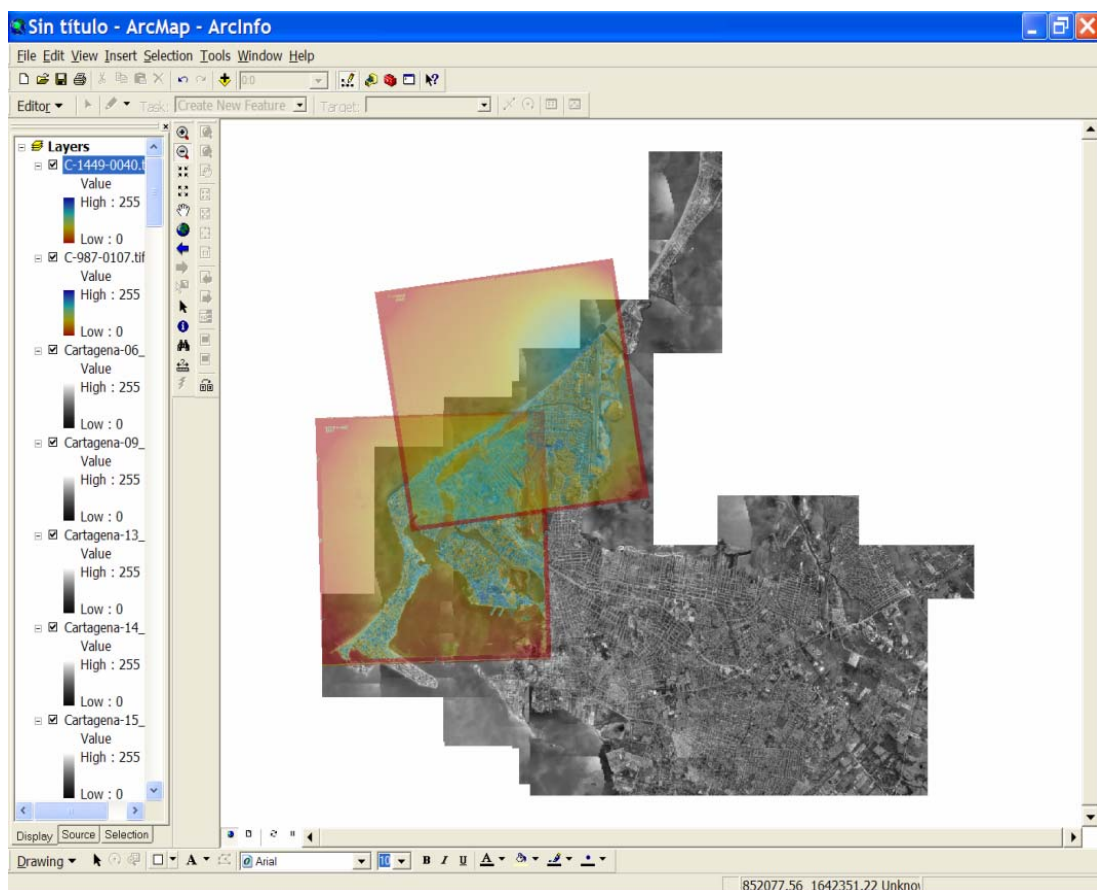 Sin título - ArcMap - ArcInfo
File Edit View Insert Selection Tools Window Help
Editor Task: Create New Feature Target:
Layers
C-1449-0040.t
Value
High : 255
Low : 0
C-987-0107.tif
Value
High : 255
Low : 0
Cartagena-06_
Value
High : 255
Low : 0
Cartagena-09_
Value
High : 255
Low : 0
Cartagena-13_
Value
High : 255
Low : 0
Cartagena-14_
Value
High : 255
Low : 0
Cartagena-15_
Value
High : 255
Low : 0
Display Source Selection
Drawing A Arial 10 B I U A
852077.56 1642351.22 Unknow